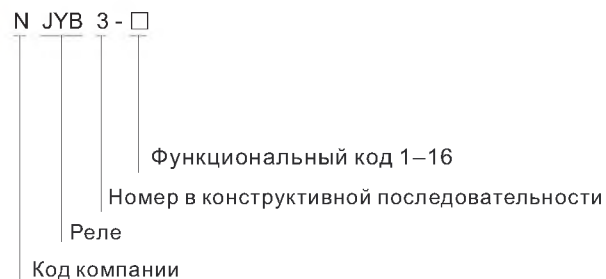 N JYB 3 - □
Функциональный код 1–16
Номер в конструктивной последовательности
Реле
Код компании